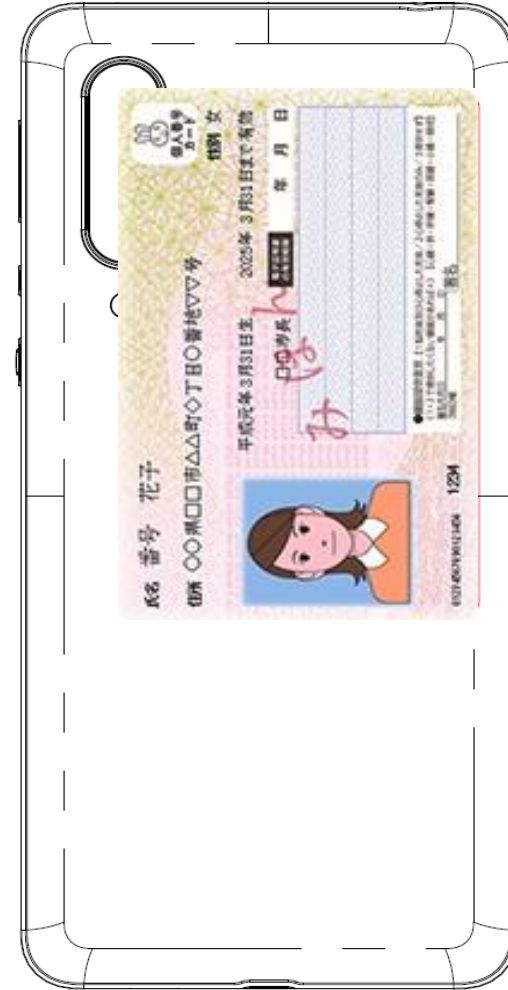 個人番号
カード
氏名 番号 花子
住所 ○○県□□市△△町◇丁目○番地▽▽号
性別 女
平成元年3月31日生
2025年 3月31日まで有効
□□市長
年 月 日
みほん
署名
1234